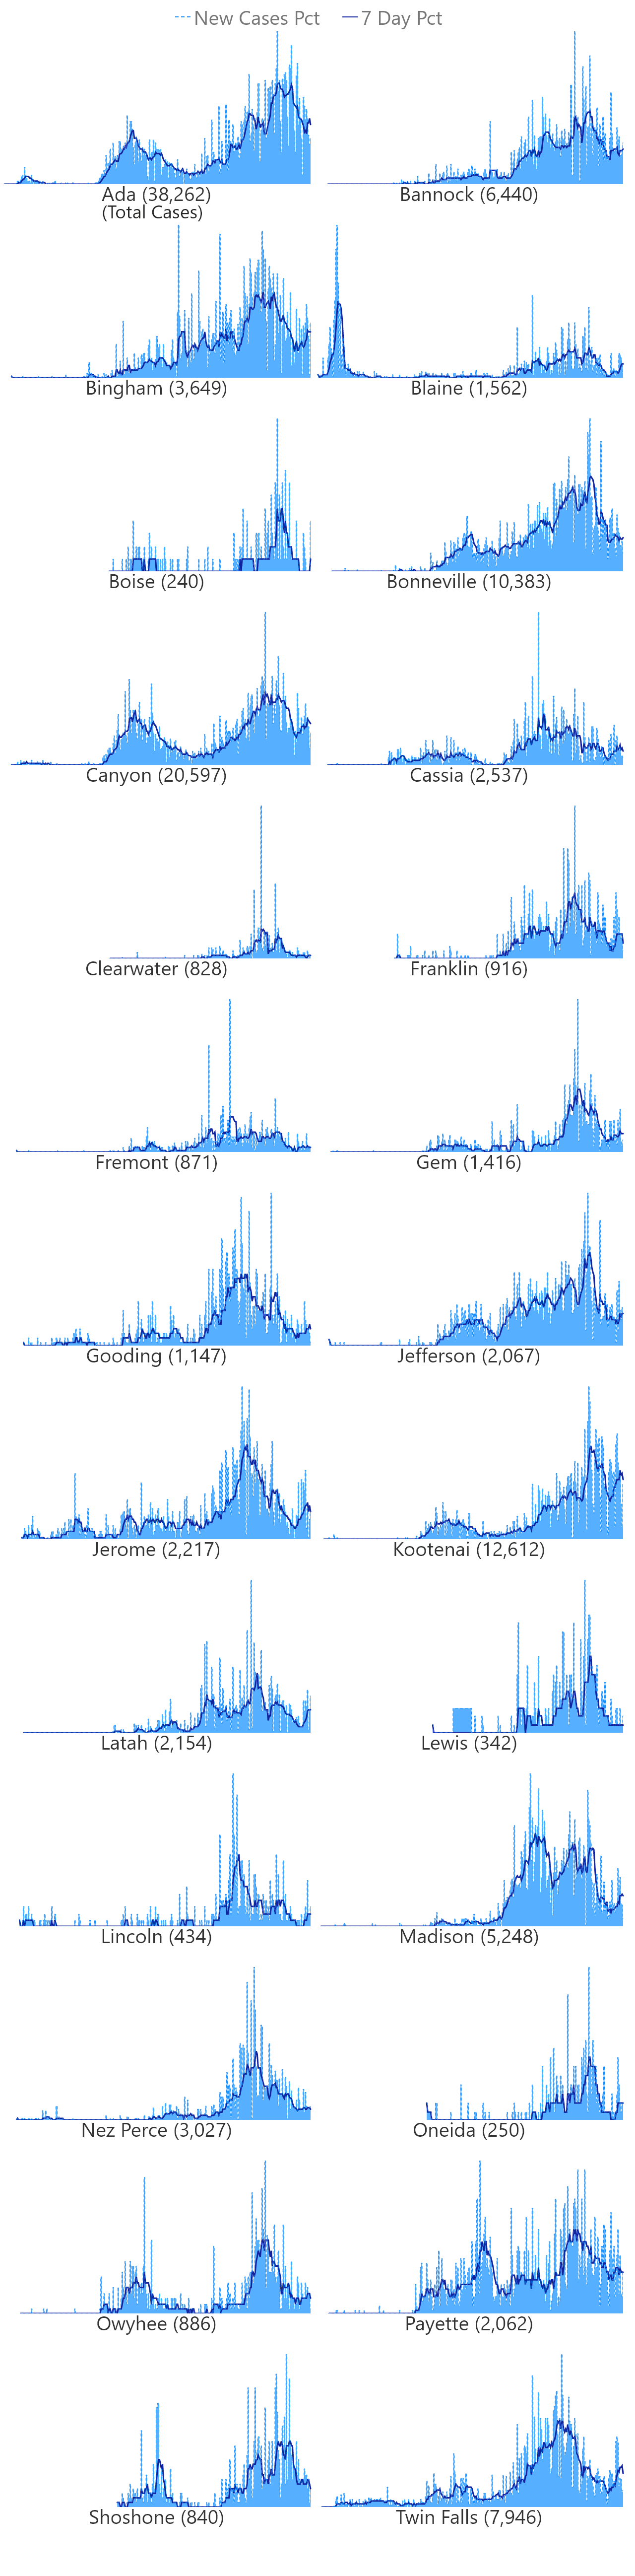 New Cases Pct 7 Day Pct
Ada (38,262)
(Total Cases)
Bannock (6,440)
Bingham (3,649)
Blaine (1,562)
Boise (240)
Bonneville (10,383)
Canyon (20,597)
Cassia (2,537)
Clearwater (828)
Franklin (916)
Fremont (871)
Gem (1,416)
Gooding (1,147)
Jefferson (2,067)
Jerome (2,217)
Kootenai (12,612)
Latah (2,154)
Lewis (342)
Lincoln (434)
Madison (5,248)
Nez Perce (3,027)
Oneida (250)
Owyhee (886)
Payette (2,062)
Shoshone (840)
Twin Falls (7,946)